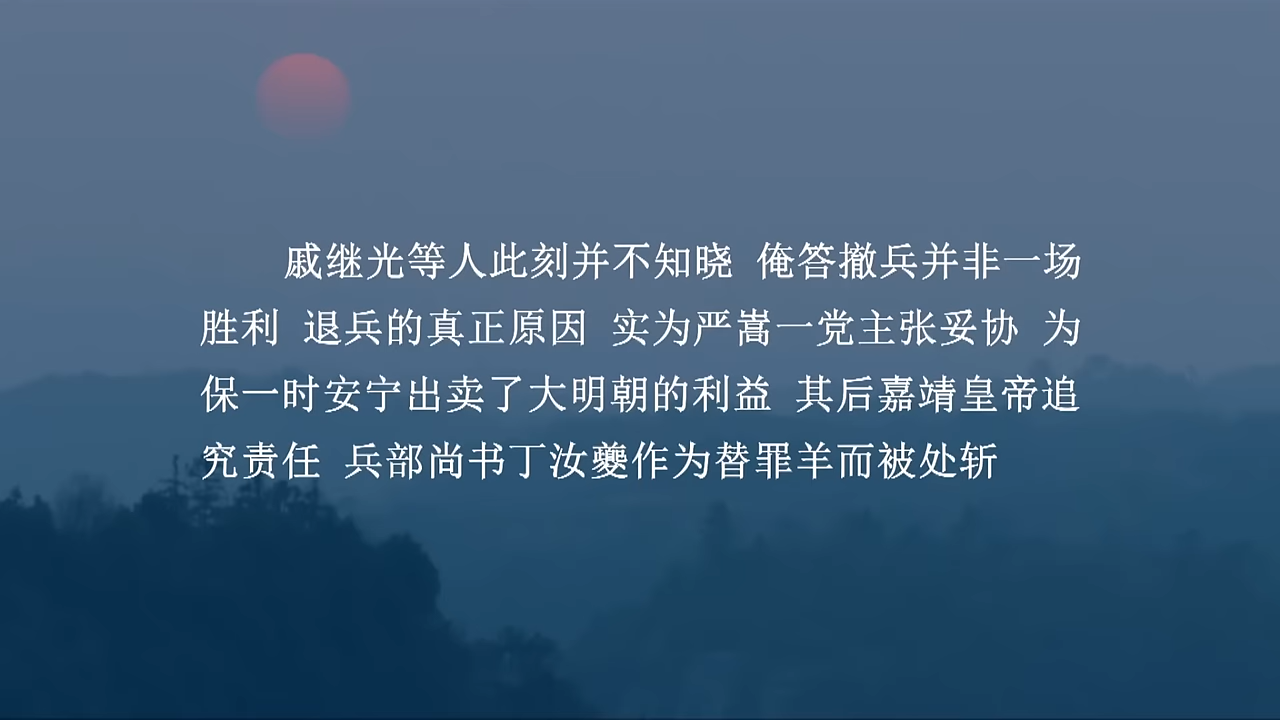 戚继光等人此刻并不知晓 俺答撤兵并非一场
胜利 退兵的真正原因 实为严嵩一党主张妥协 为
保一时安宁出卖了大明朝的利益 其后嘉靖皇帝追
究责任 兵部尚书丁汝夔作为替罪羊而被处斩